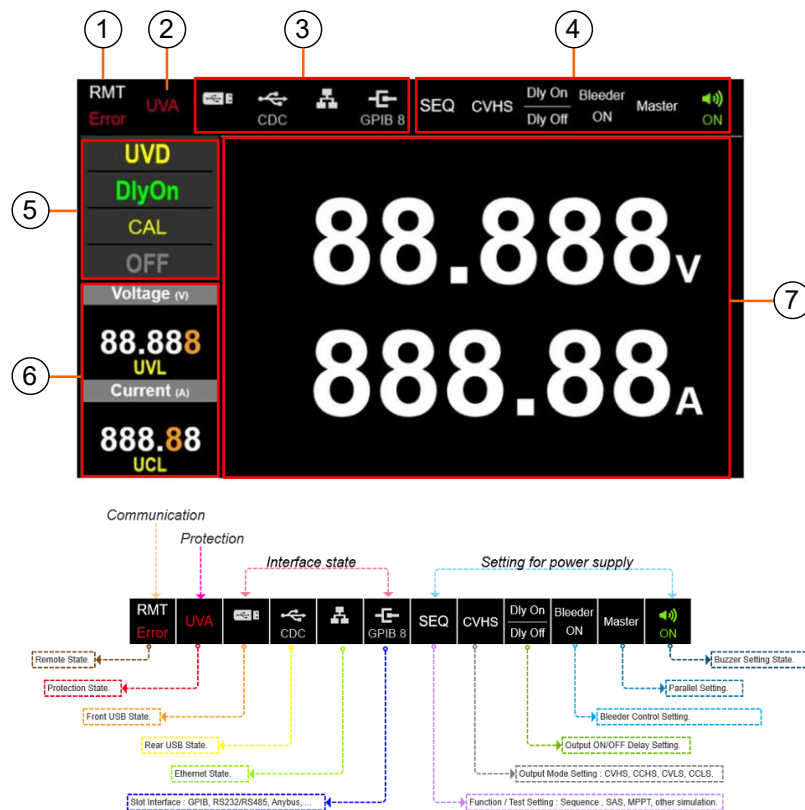 1 2 3 4
RMT UVA CDC GPIB 8 SEQ CVHS Dly On Bleeder Master
Error Dly Off ON ON
5
UVD
DlyOn
CAL
OFF
6
Voltage (V)
88.888
UVL
Current (A)
888.88
UCL
88.888V
888.88A
7
Communication
Protection
Interface state
Setting for power supply
RMT UVA CDC GPIB 8 SEQ CVHS Dly On Bleeder Master
Error Dly Off ON ON
Remote State.
Buzzer Setting State.
Protection State.
Parallel Setting.
Front USB State.
Bleeder Control Setting.
Rear USB State.
Output ON/OFF Delay Setting.
Ethernet State.
Output Mode Setting : CVHS, CCHS, CVLS, CCLS.
Slot Interface : GPIB, RS232/RS485, Anybus, ...
Function / Test Setting : Sequence , SAS, MPPT, other simulation.